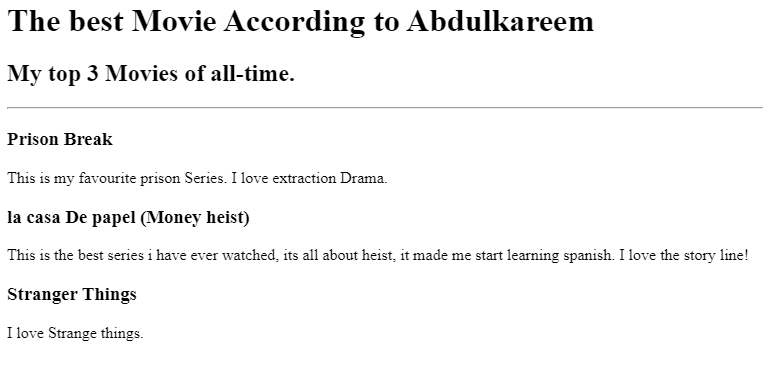 The best Movie According to Abdulkareem
My top 3 Movies of all-time.
Prison Break
This is my favourite prison Series. I love extraction Drama.
la casa De papel (Money heist)
This is the best series i have ever watched, its all about heist, it made me start learning spanish. I love the story line!
Stranger Things
I love Strange things.